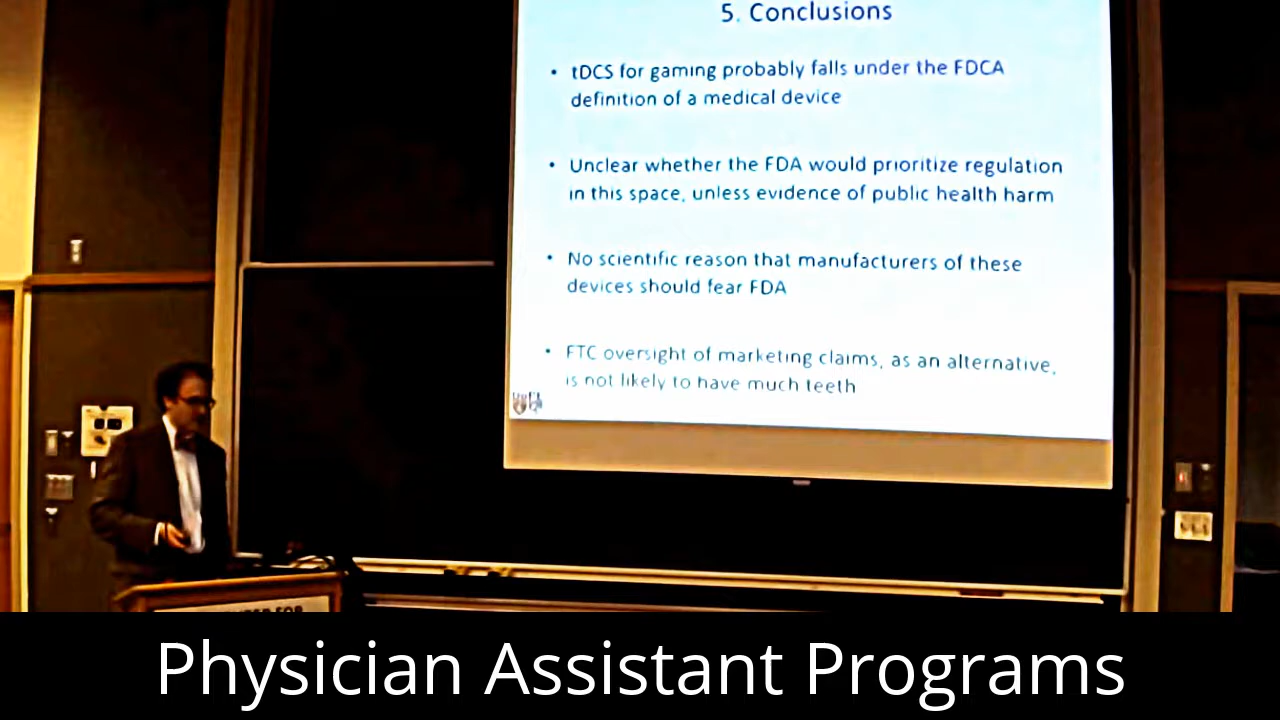 5. Conclusions
• tDCS for gaming probably falls under the FDCA
definition of a medical device
• Unclear whether the FDA would prioritize regulation
in this space, unless evidence of public health harm
• No scientific reason that manufacturers of these
devices should fear FDA
• FTC oversight of marketing claims, as an alternative,
is not likely to have much teeth
Physician Assistant Programs